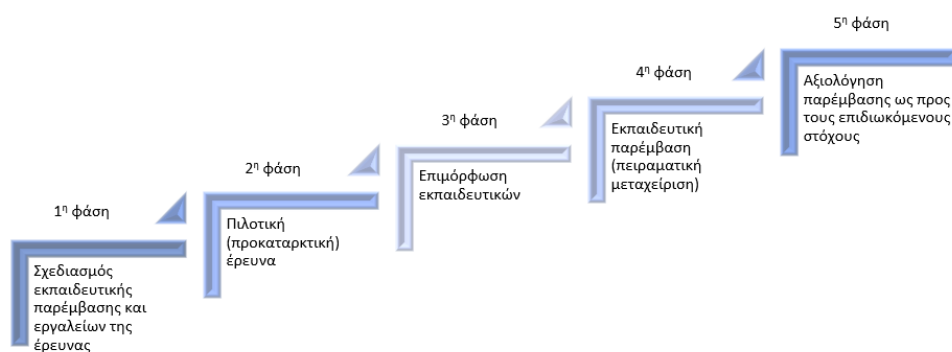 1η φάση
Σχεδιασμός
εκπαιδευτικής
παρέμβασης και
εργαλείων της
έρευνας
2η φάση
Πιλοτική
(προκαταρκτική)
έρευνα
3η φάση
Επιμόρφωση
εκπαιδευτικών
4η φάση
Εκπαιδευτική
παρέμβαση
(πειραματική
μεταχείριση)
5η φάση
Αξιολόγηση
παρέμβασης ως προς
τους επιδιωκόμενους
στόχους